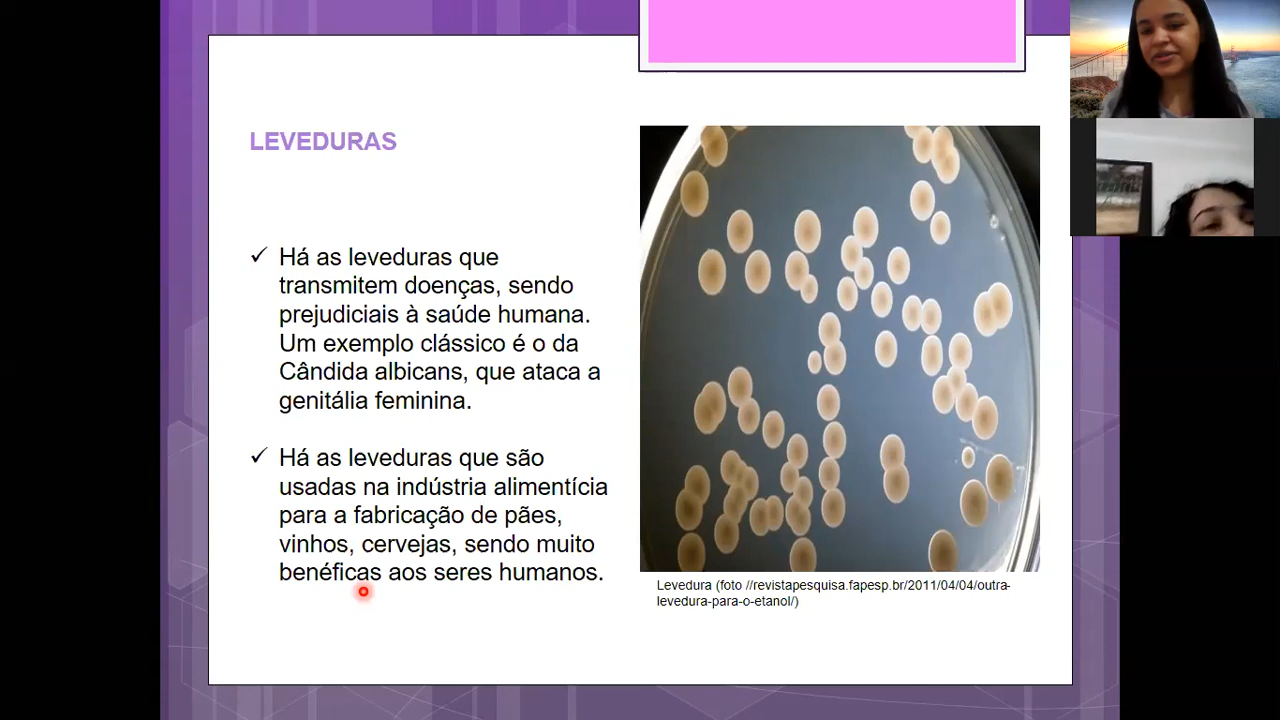 LEVEDURAS
Há as leveduras que
transmitem doenças, sendo
prejudiciais à saúde humana.
Um exemplo clássico é o da
Cândida albicans, que ataca a
genitália feminina.
Há as leveduras que são
usadas na indústria alimentícia
para a fabricação de pães,
vinhos, cervejas, sendo muito
benéficas aos seres humanos.
Levedura (foto //revistapesquisa.fapesp.br/2011/04/04/outra-
levedura-para-o-etanol/)